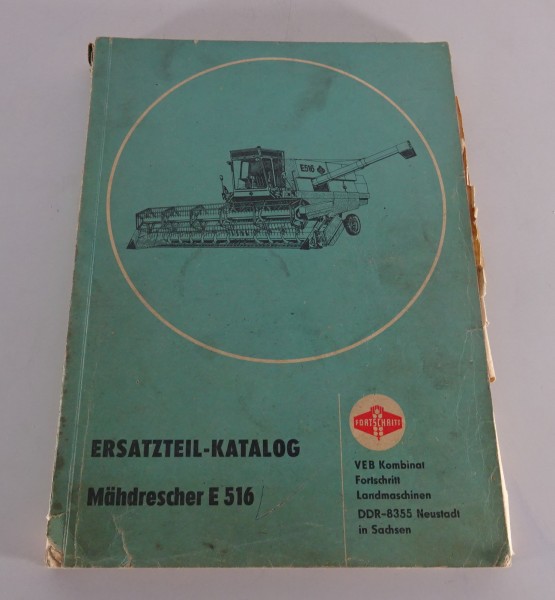 E516
ERSATZTEIL-KATALOG
Mähdrescher E 516
FORTSCHRITT
VEB Kombinat
Fortschritt
Landmaschinen
DDR-8355 Neustadt
in Sachsen